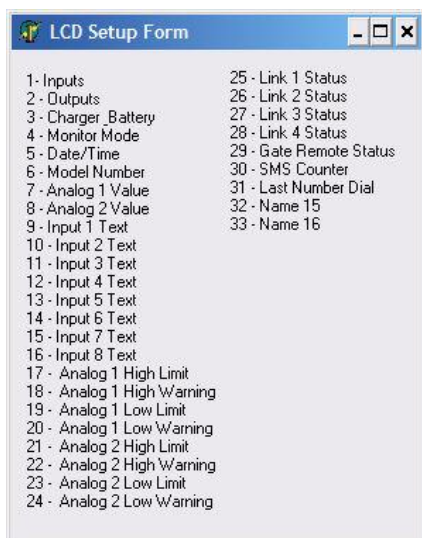 LCD Setup Form
1- Inputs
2 - Outputs
3 - Charger_Battery
4 - Monitor Mode
5 - Date/Time
6 - Model Number
7 - Analog 1 Value
8 - Analog 2 Value
9 - Input 1 Text
10 - Input 2 Text
11 - Input 3 Text
12 - Input 4 Text
13 - Input 5 Text
14 - Input 6 Text
15 - Input 7 Text
16 - Input 8 Text
17 - Analog 1 High Limit
18 - Analog 1 High Warning
19 - Analog 1 Low Limit
20 - Analog 1 Low Warning
21 - Analog 2 High Limit
22 - Analog 2 High Warning
23 - Analog 2 Low Limit
24 - Analog 2 Low Warning
25 - Link 1 Status
26 - Link 2 Status
27 - Link 3 Status
28 - Link 4 Status
29 - Gate Remote Status
30 - SMS Counter
31 - Last Number Dial
32 - Name 15
33 - Name 16